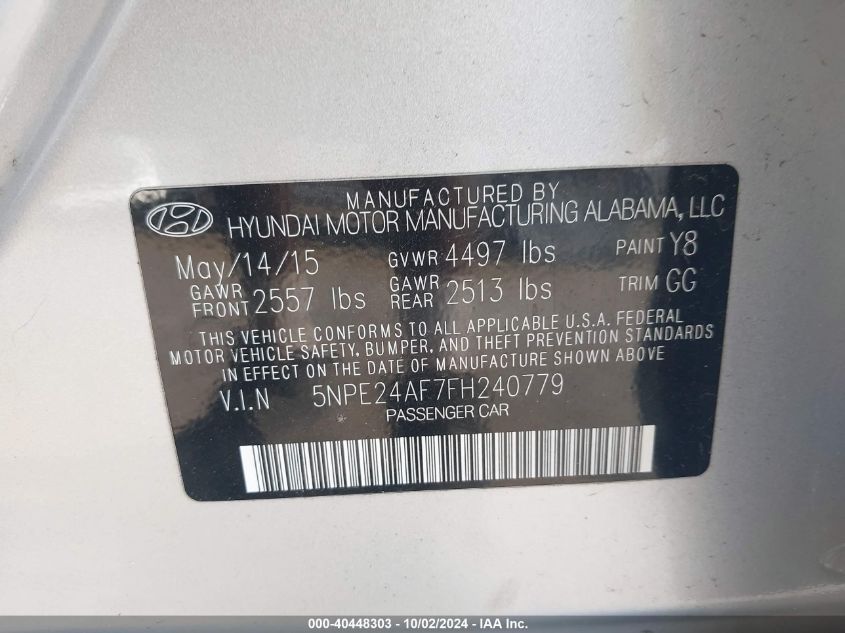 MANUFACTURED BY
HYUNDAI MOTOR MANUFACTURING ALABAMA, LLC
May/14/15 GVWR 4497 lbs PAINT Y8
GAWR FRONT 2557 lbs GAWR REAR 2513 lbs TRIM GG
THIS VEHICLE CONFORMS TO ALL APPLICABLE U.S.A. FEDERAL
MOTOR VEHICLE SAFETY, BUMPER, AND THEFT PREVENTION STANDARDS
IN EFFECT ON THE DATE OF MANUFACTURE SHOWN ABOVE
V.I.N 5NPE24AF7FH240779
PASSENGER CAR
000-40448303 - 10/02/2024 - IAA Inc.